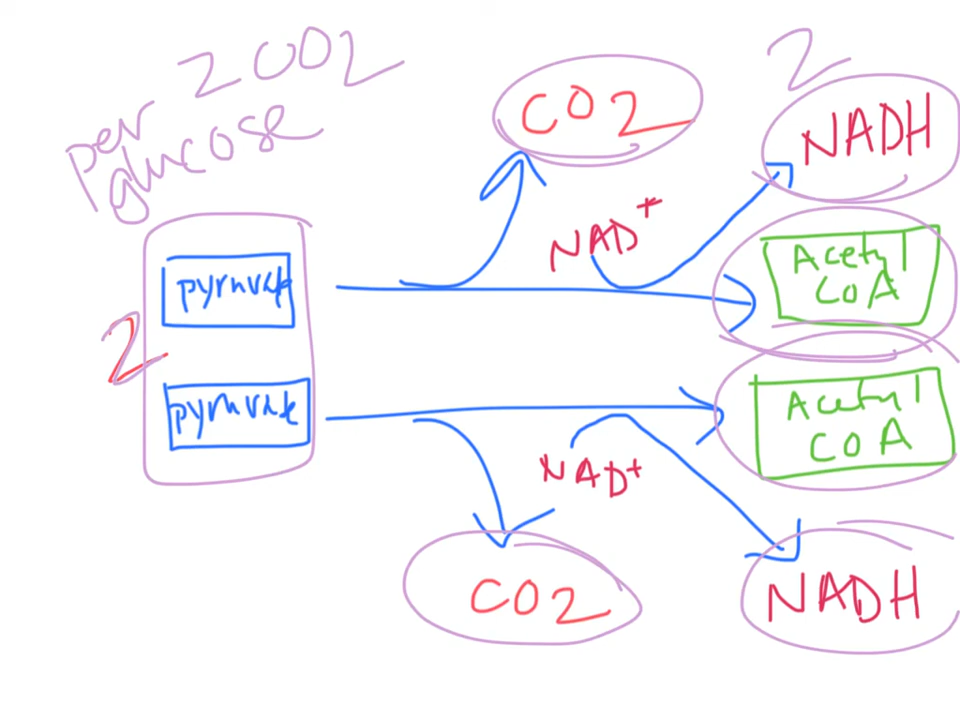 2 CO2
per
glucose
CO2
2
NADH
NAD+
pyruvate
Acetyl
COA
2
pyruvate
Acetyl
COA
NAD+
CO2
NADH